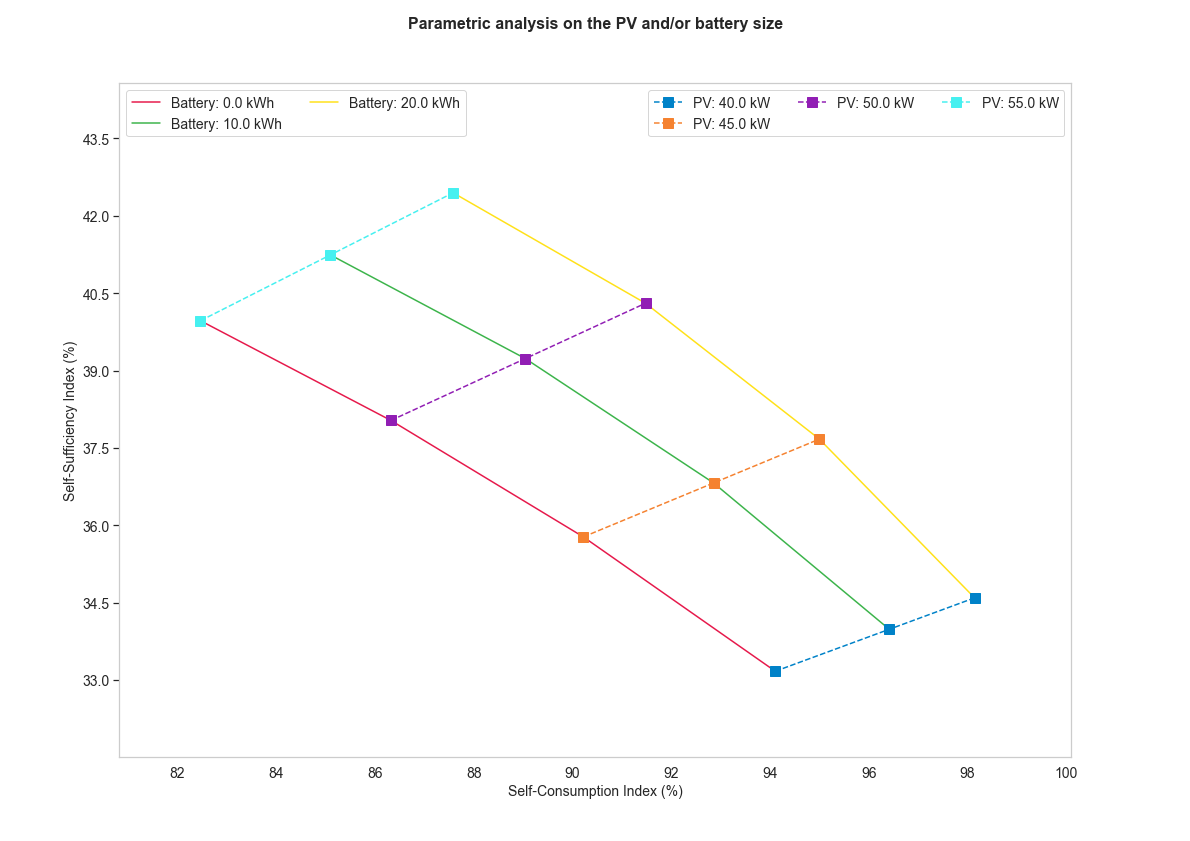 Parametric analysis on the PV and/or battery size
Battery: 0.0 kWh
Battery: 10.0 kWh
Battery: 20.0 kWh
PV: 40.0 kW
PV: 45.0 kW
PV: 50.0 kW
PV: 55.0 kW
Self-Sufficiency Index (%)
43.5
42.0
40.5
39.0
37.5
36.0
34.5
33.0
82 84 86 88 90 92 94 96 98 100
Self-Consumption Index (%)